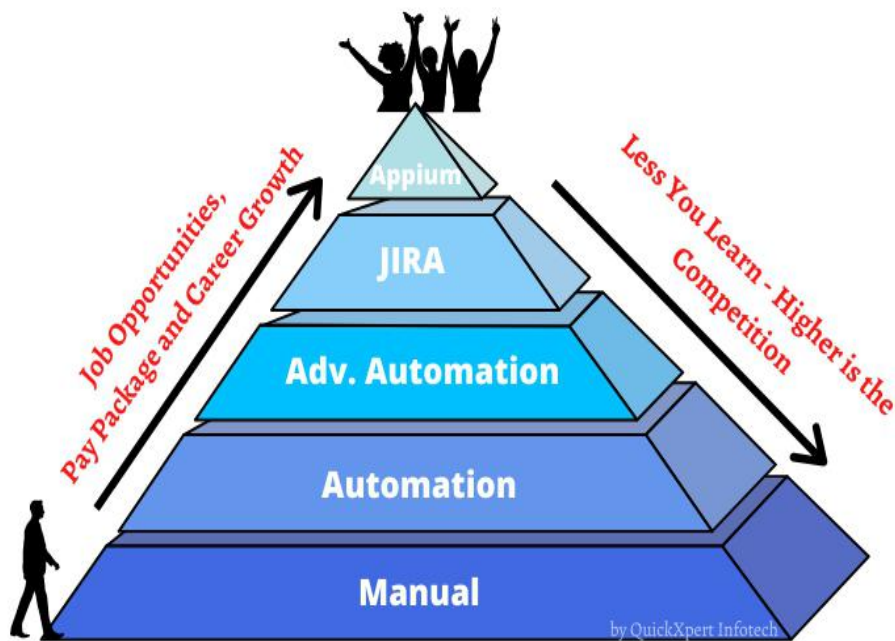 Appium
JIRA
Adv. Automation
Automation
Manual
Job Opportunities,
Pay Package and Career Growth
Less You Learn - Higher is the
Competition
by QuickXpert Infotech